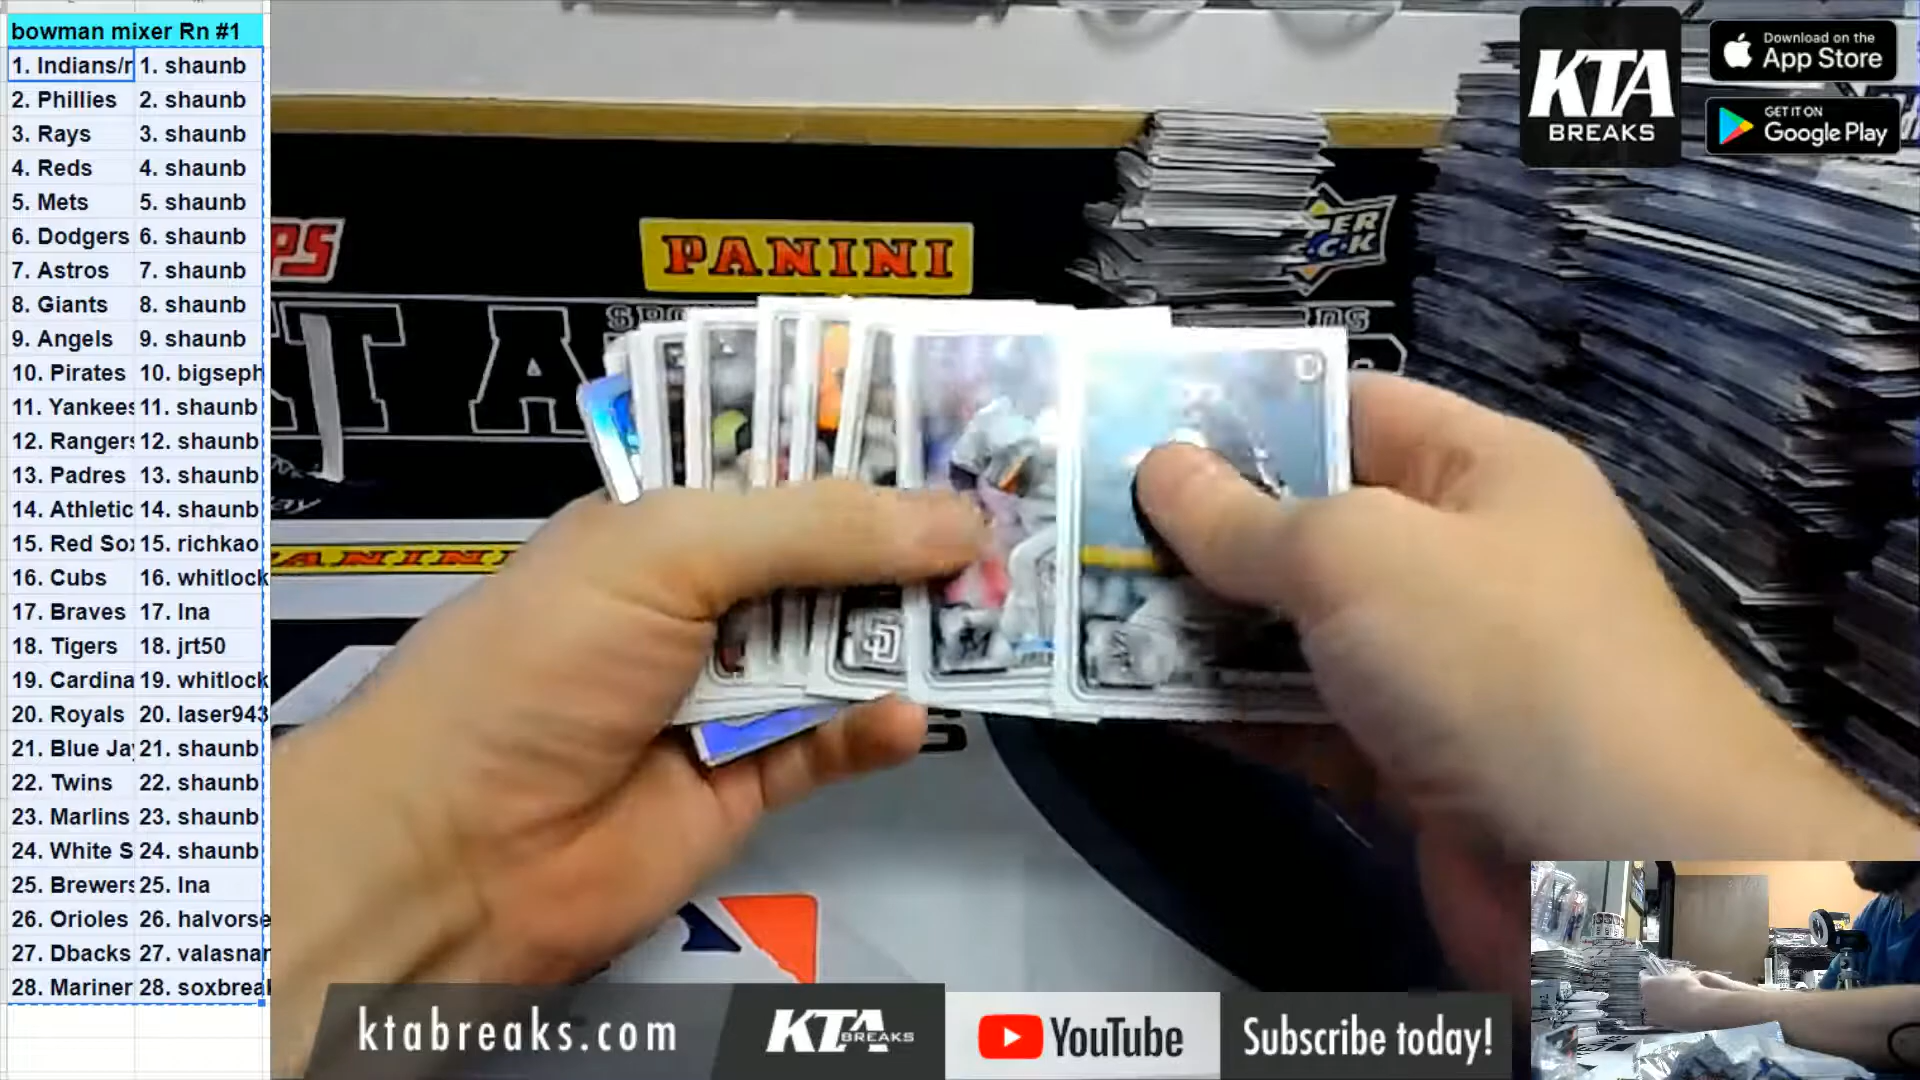 bowman mixer Rn #1
1. Indians/r 1. shaunb
2. Phillies 2. shaunb
3. Rays 3. shaunb
4. Reds 4. shaunb
5. Mets 5. shaunb
6. Dodgers 6. shaunb
7. Astros 7. shaunb
8. Giants 8. shaunb
9. Angels 9. shaunb
10. Pirates 10. bigseph
11. Yankees 11. shaunb
12. Rangers 12. shaunb
13. Padres 13. shaunb
14. Athletic 14. shaunb
15. Red Sox 15. richkao
16. Cubs 16. whitlock
17. Braves 17. lna
18. Tigers 18. jrt50
19. Cardina 19. whitlock
20. Royals 20. laser943
21. Blue Jay 21. shaunb
22. Twins 22. shaunb
23. Marlins 23. shaunb
24. White S 24. shaunb
25. Brewers 25. lna
26. Orioles 26. halvorse
27. Dbacks 27. valasnar
28. Mariner 28. soxbreak
KTA
BREAKS
Download on the
App Store
GET IT ON
Google Play
PANINI
PANINI
SD
ktabreaks.com
KTA BREAKS
YouTube
Subscribe today!